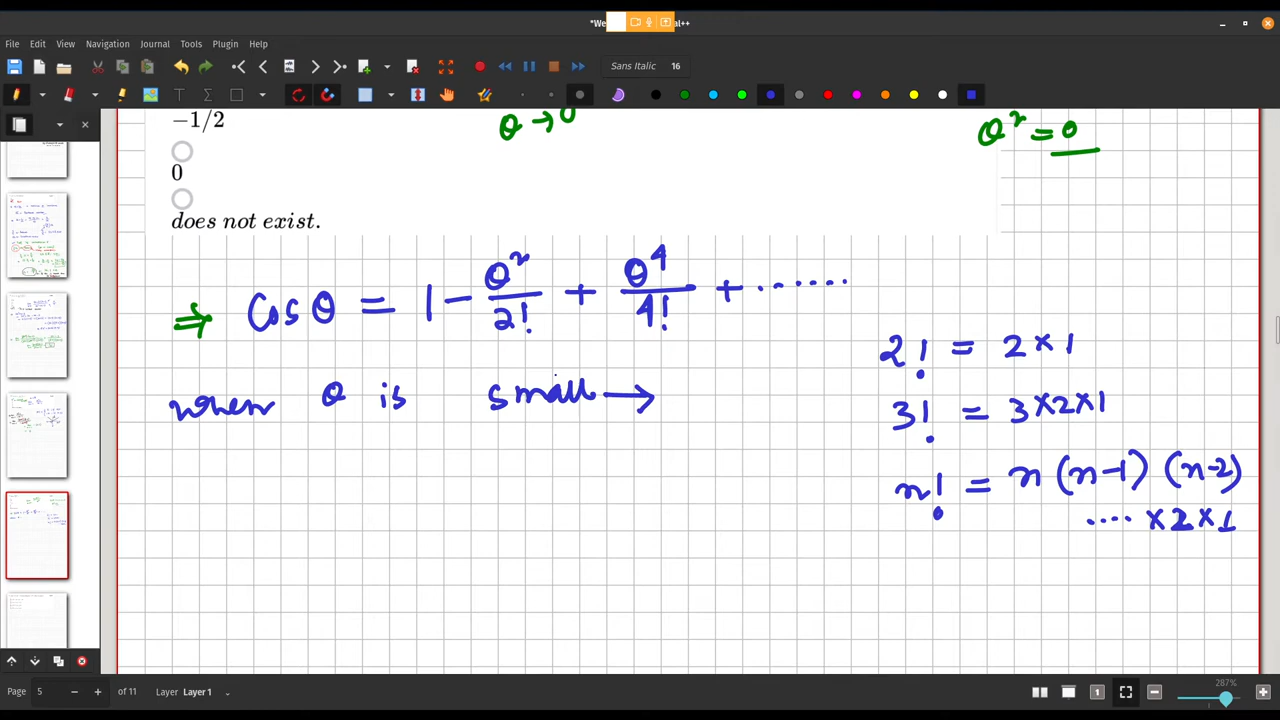 *We al++
File Edit View Navigation Journal Tools Plugin Help
Sans Italic 16
−1/2
θ → 0
θ² = 0
0
does not exist.
⇒ Cos θ = 1 − θ²/2! + θ⁴/4! + ......
2! = 2 × 1
when θ is small →
3! = 3 × 2 × 1
n! = n (n−1) (n−2)
.... × 2 × 1
Page 5 of 11 Layer Layer 1 287%